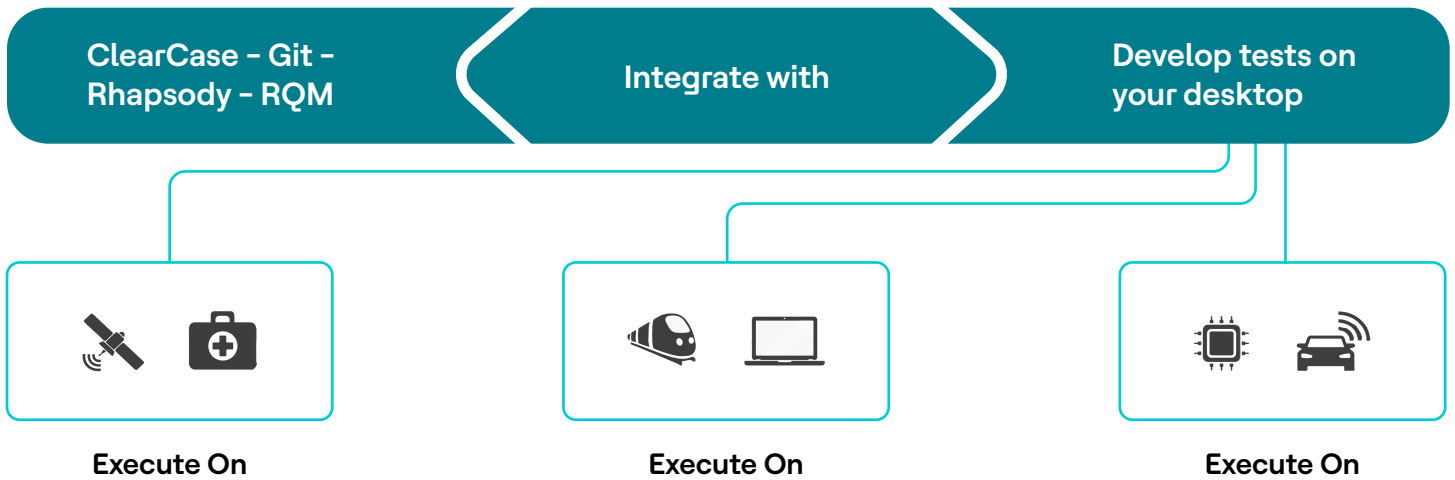 ClearCase - Git -
Rhapsody - RQM
Integrate with
Develop tests on
your desktop
Execute On
Execute On
Execute On